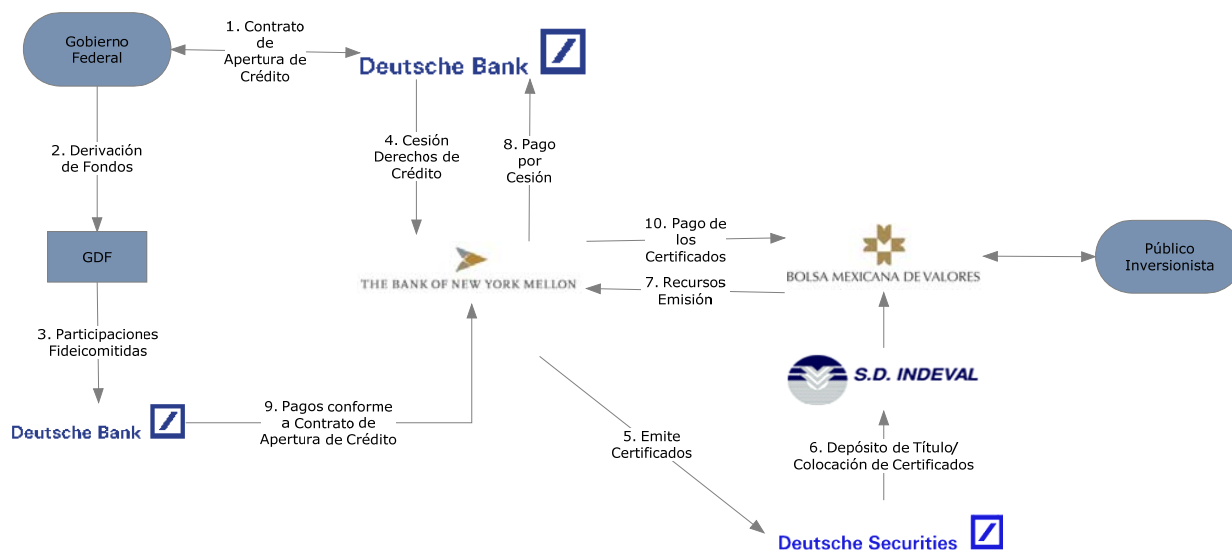 Gobierno
Federal
1. Contrato
de
Apertura de
Crédito
Deutsche Bank
2. Derivación
de Fondos
4. Cesión
Derechos de
Crédito
8. Pago
por
Cesión
GDF
THE BANK OF NEW YORK MELLON
10. Pago de
los
Certificados
7. Recursos
Emisión
BOLSA MEXICANA DE VALORES
Público
Inversionista
3. Participaciones
Fideicomitidas
S.D. INDEVAL
Deutsche Bank
9. Pagos conforme
a Contrato de
Apertura de Crédito
5. Emite
Certificados
6. Depósito de Título/
Colocación de Certificados
Deutsche Securities